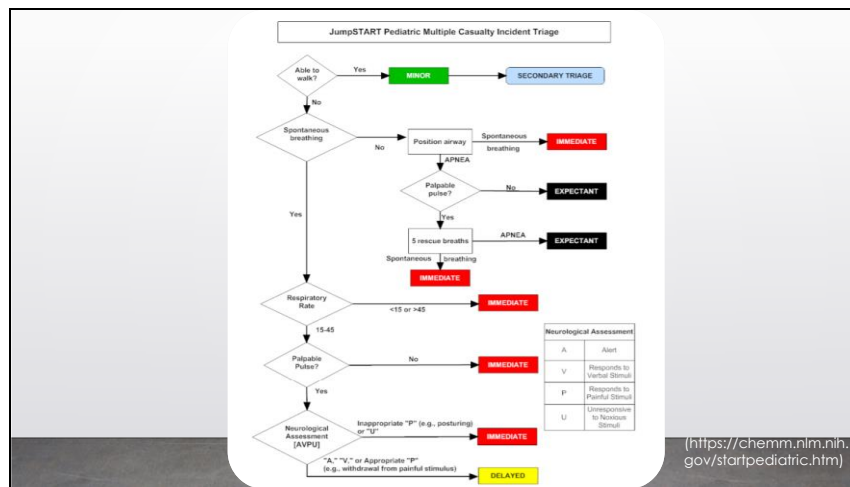 JumpSTART Pediatric Multiple Casualty Incident Triage
Able to
walk?
Yes
MINOR
SECONDARY TRIAGE
No
Spontaneous
breathing
No
Position airway
Spontaneous
breathing
IMMEDIATE
APNEA
Palpable
pulse?
No
EXPECTANT
Yes
5 rescue breaths
APNEA
EXPECTANT
Spontaneous breathing
IMMEDIATE
Yes
Respiratory
Rate
<15 or >45
IMMEDIATE
15-45
Palpable
Pulse?
No
IMMEDIATE
Yes
Neurological
Assessment
[AVPU]
Inappropriate "P" (e.g., posturing)
or "U"
IMMEDIATE
"A," "V," or Appropriate "P"
(e.g., withdrawal from painful stimulus)
DELAYED
Neurological Assessment
A Alert
V Responds to
Verbal Stimuli
P Responds to
Painful Stimuli
U Unresponsive
to Noxious
Stimuli
(https://chemm.nlm.nih.
gov/startpediatric.htm)